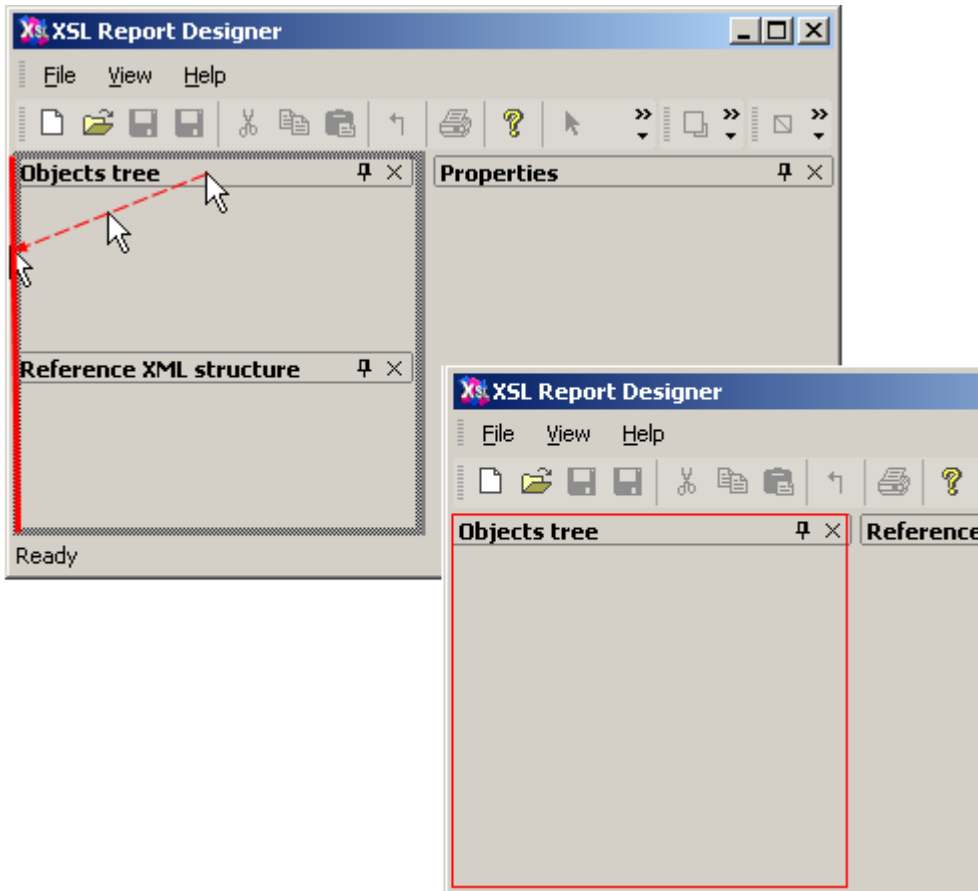 XSL Report Designer
File View Help
Objects tree
Properties
Reference XML structure
Ready
XSL Report Designer
File View Help
Objects tree
Reference